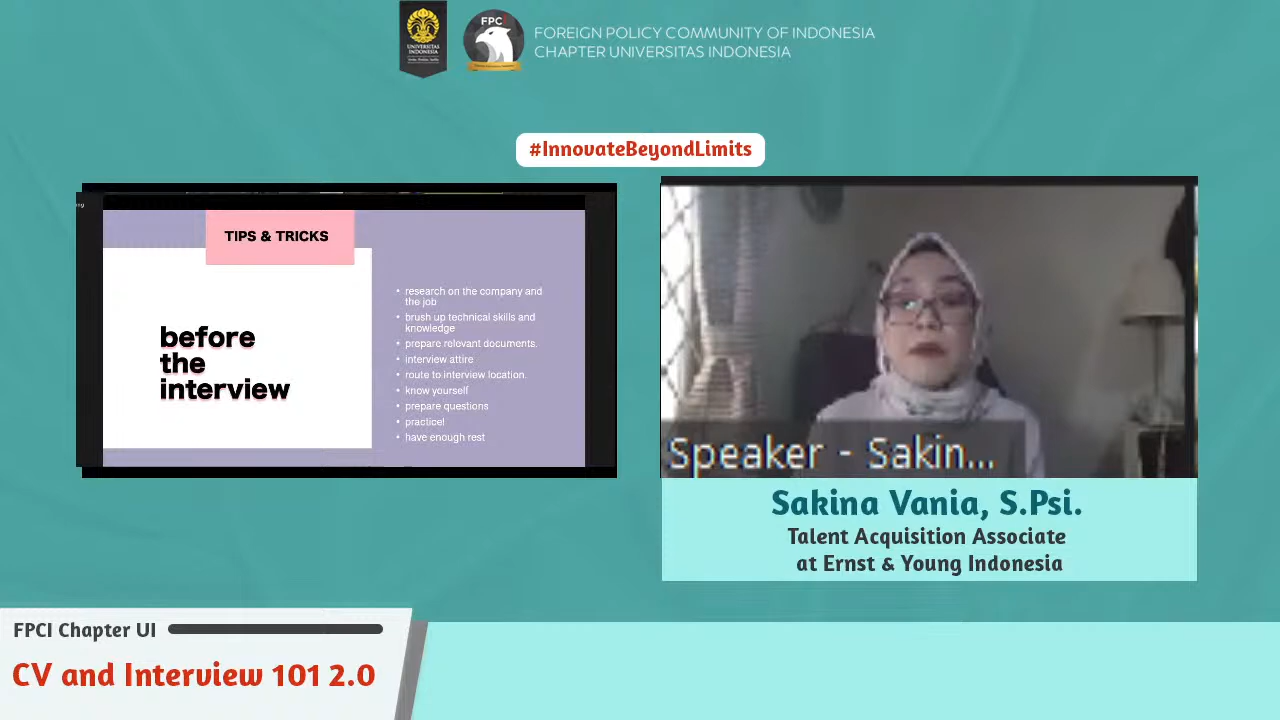 UNIVERSITAS
INDONESIA
FPCI
FOREIGN POLICY COMMUNITY OF INDONESIA
CHAPTER UNIVERSITAS INDONESIA
#InnovateBeyondLimits
TIPS & TRICKS
before
the
interview
• research on the company and
the job
• brush up technical skills and
knowledge
• prepare relevant documents.
• interview attire
• route to interview location.
• know yourself
• prepare questions
• practice!
• have enough rest
Speaker - Sakin...
Sakina Vania, S.Psi.
Talent Acquisition Associate
at Ernst & Young Indonesia
FPCI Chapter UI
CV and Interview 101 2.0